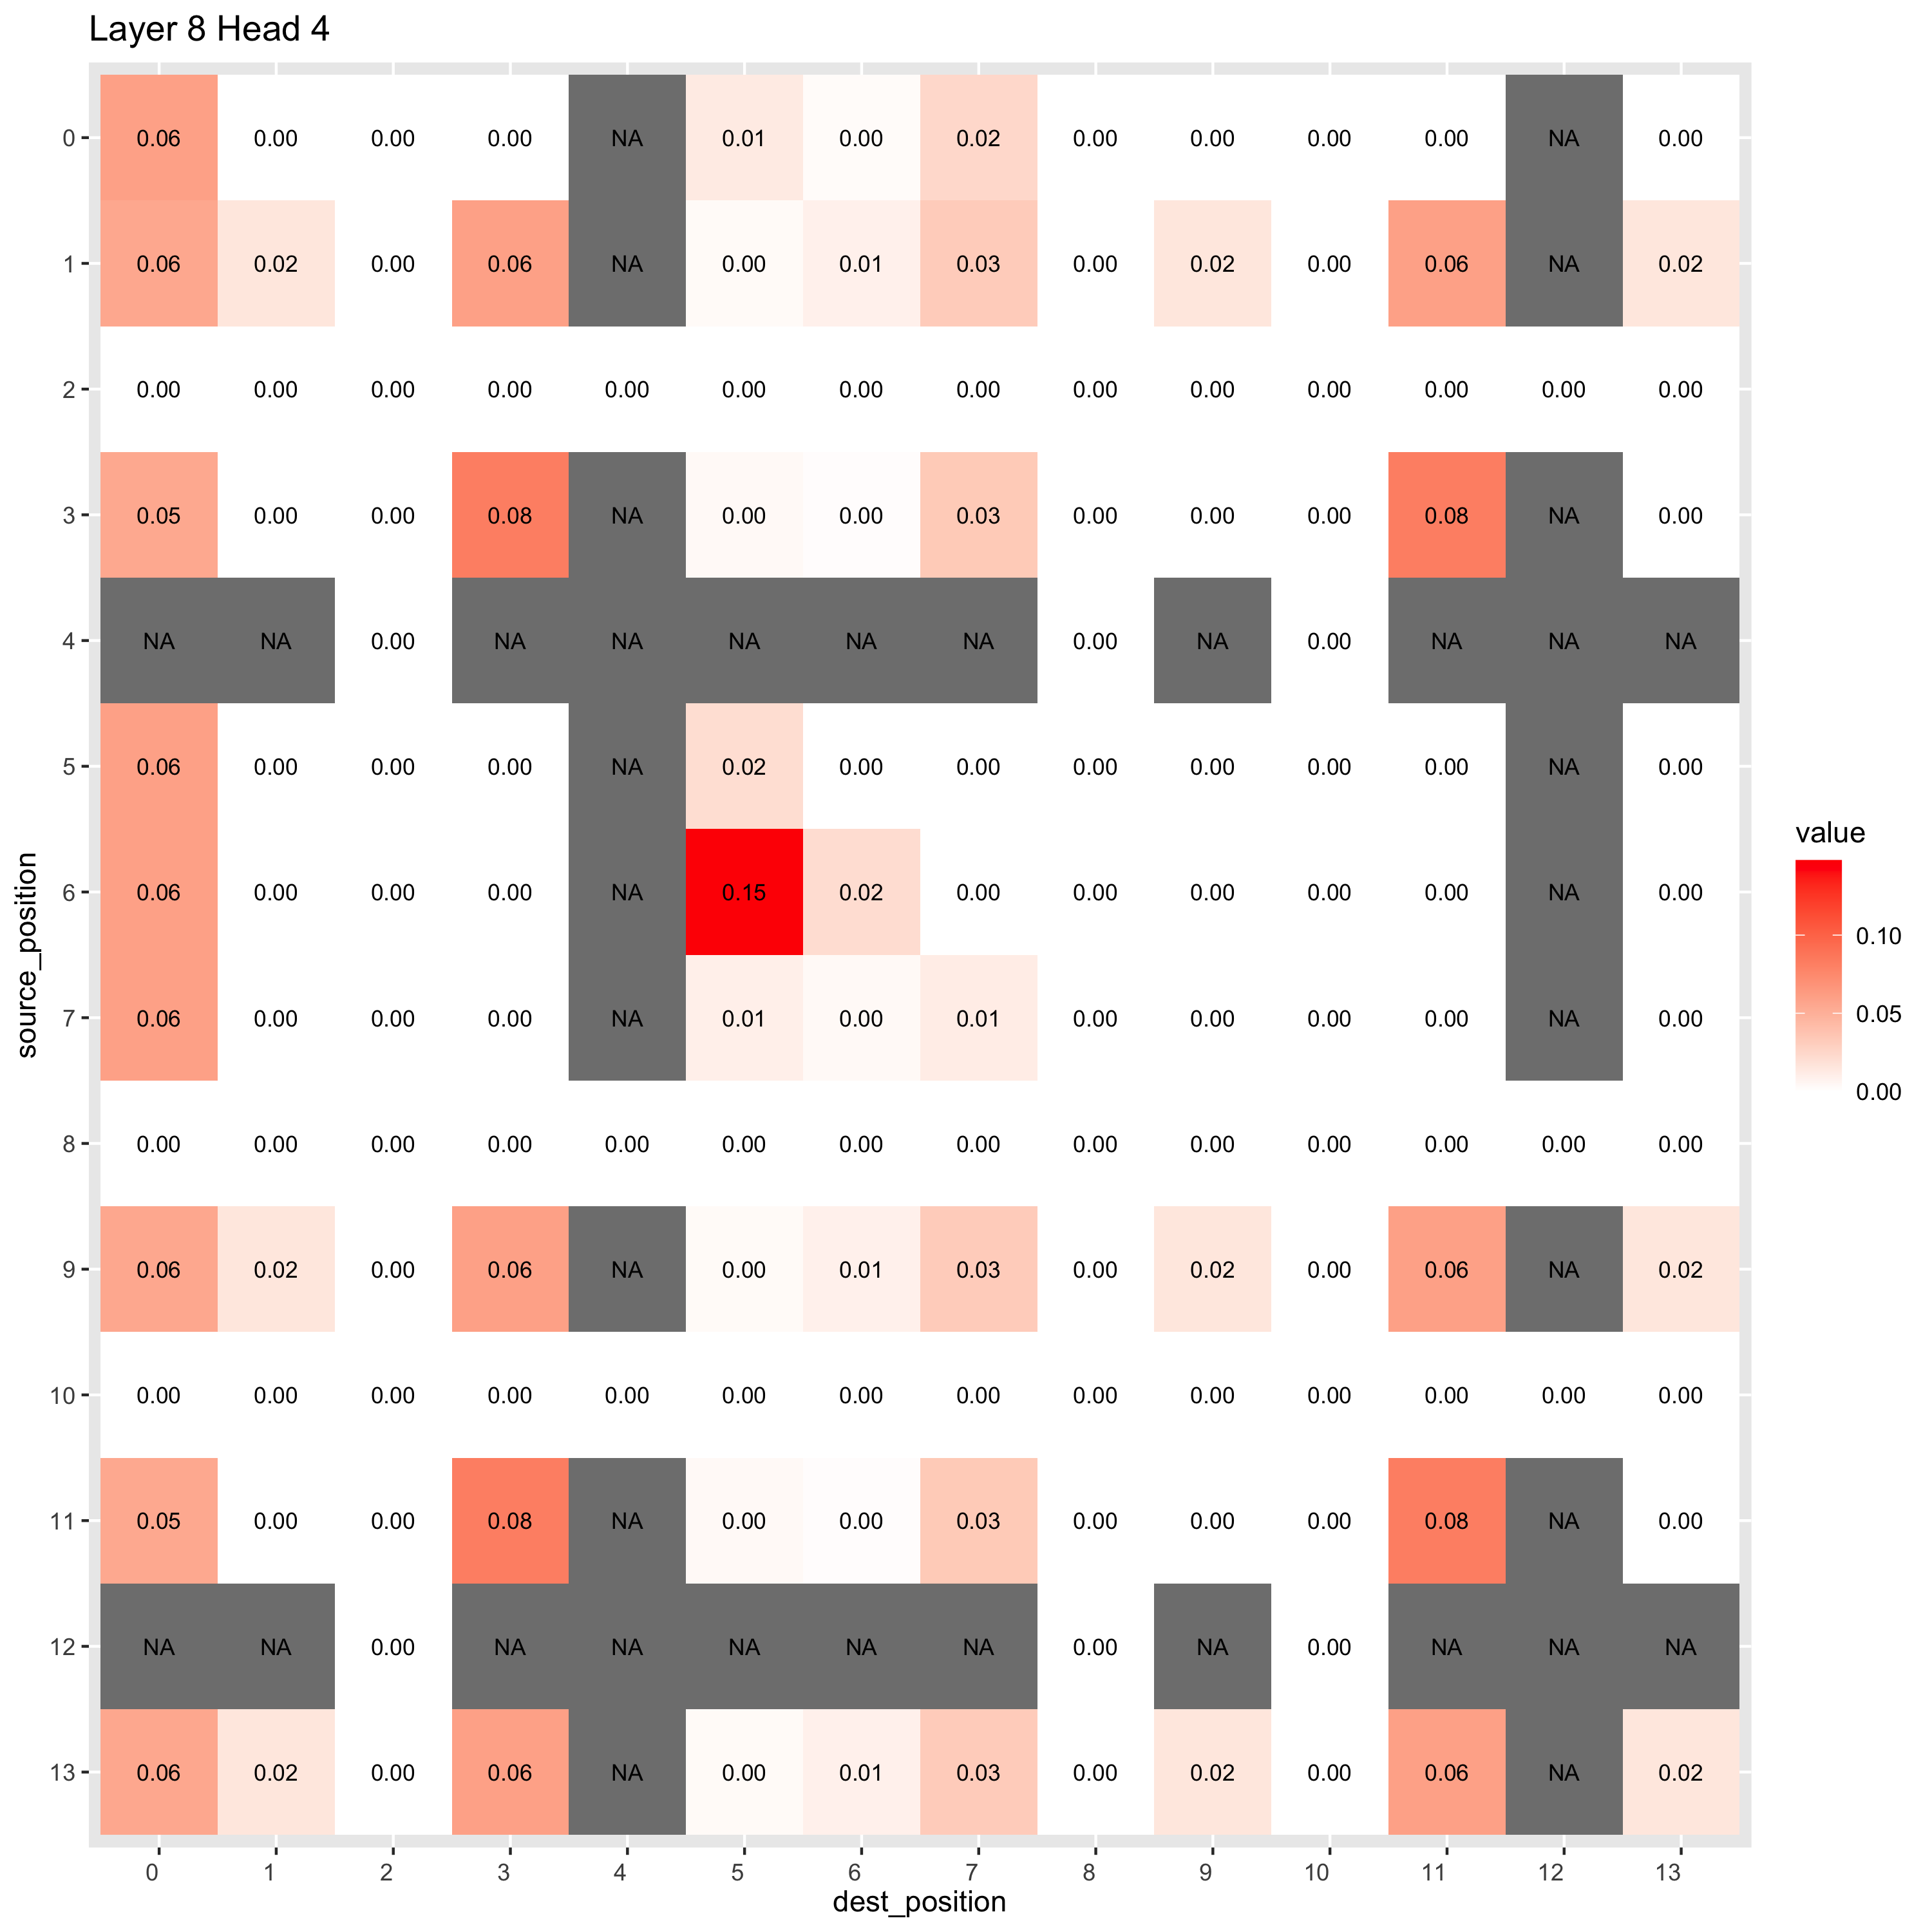 Layer 8 Head 4
0 0.06 0.00 0.00 0.00 NA 0.01 0.00 0.02 0.00 0.00 0.00 0.00 NA 0.00
1 0.06 0.02 0.00 0.06 NA 0.00 0.01 0.03 0.00 0.02 0.00 0.06 NA 0.02
2 0.00 0.00 0.00 0.00 0.00 0.00 0.00 0.00 0.00 0.00 0.00 0.00 0.00 0.00
3 0.05 0.00 0.00 0.08 NA 0.00 0.00 0.03 0.00 0.00 0.00 0.08 NA 0.00
4 NA NA 0.00 NA NA NA NA NA 0.00 NA 0.00 NA NA NA
5 0.06 0.00 0.00 0.00 NA 0.02 0.00 0.00 0.00 0.00 0.00 0.00 NA 0.00
6 0.06 0.00 0.00 0.00 NA 0.15 0.02 0.00 0.00 0.00 0.00 0.00 NA 0.00
7 0.06 0.00 0.00 0.00 NA 0.01 0.00 0.01 0.00 0.00 0.00 0.00 NA 0.00
8 0.00 0.00 0.00 0.00 0.00 0.00 0.00 0.00 0.00 0.00 0.00 0.00 0.00 0.00
9 0.06 0.02 0.00 0.06 NA 0.00 0.01 0.03 0.00 0.02 0.00 0.06 NA 0.02
10 0.00 0.00 0.00 0.00 0.00 0.00 0.00 0.00 0.00 0.00 0.00 0.00 0.00 0.00
11 0.05 0.00 0.00 0.08 NA 0.00 0.00 0.03 0.00 0.00 0.00 0.08 NA 0.00
12 NA NA 0.00 NA NA NA NA NA 0.00 NA 0.00 NA NA NA
13 0.06 0.02 0.00 0.06 NA 0.00 0.01 0.03 0.00 0.02 0.00 0.06 NA 0.02
0 1 2 3 4 5 6 7 8 9 10 11 12 13
dest_position
source_position
value
0.10
0.05
0.00